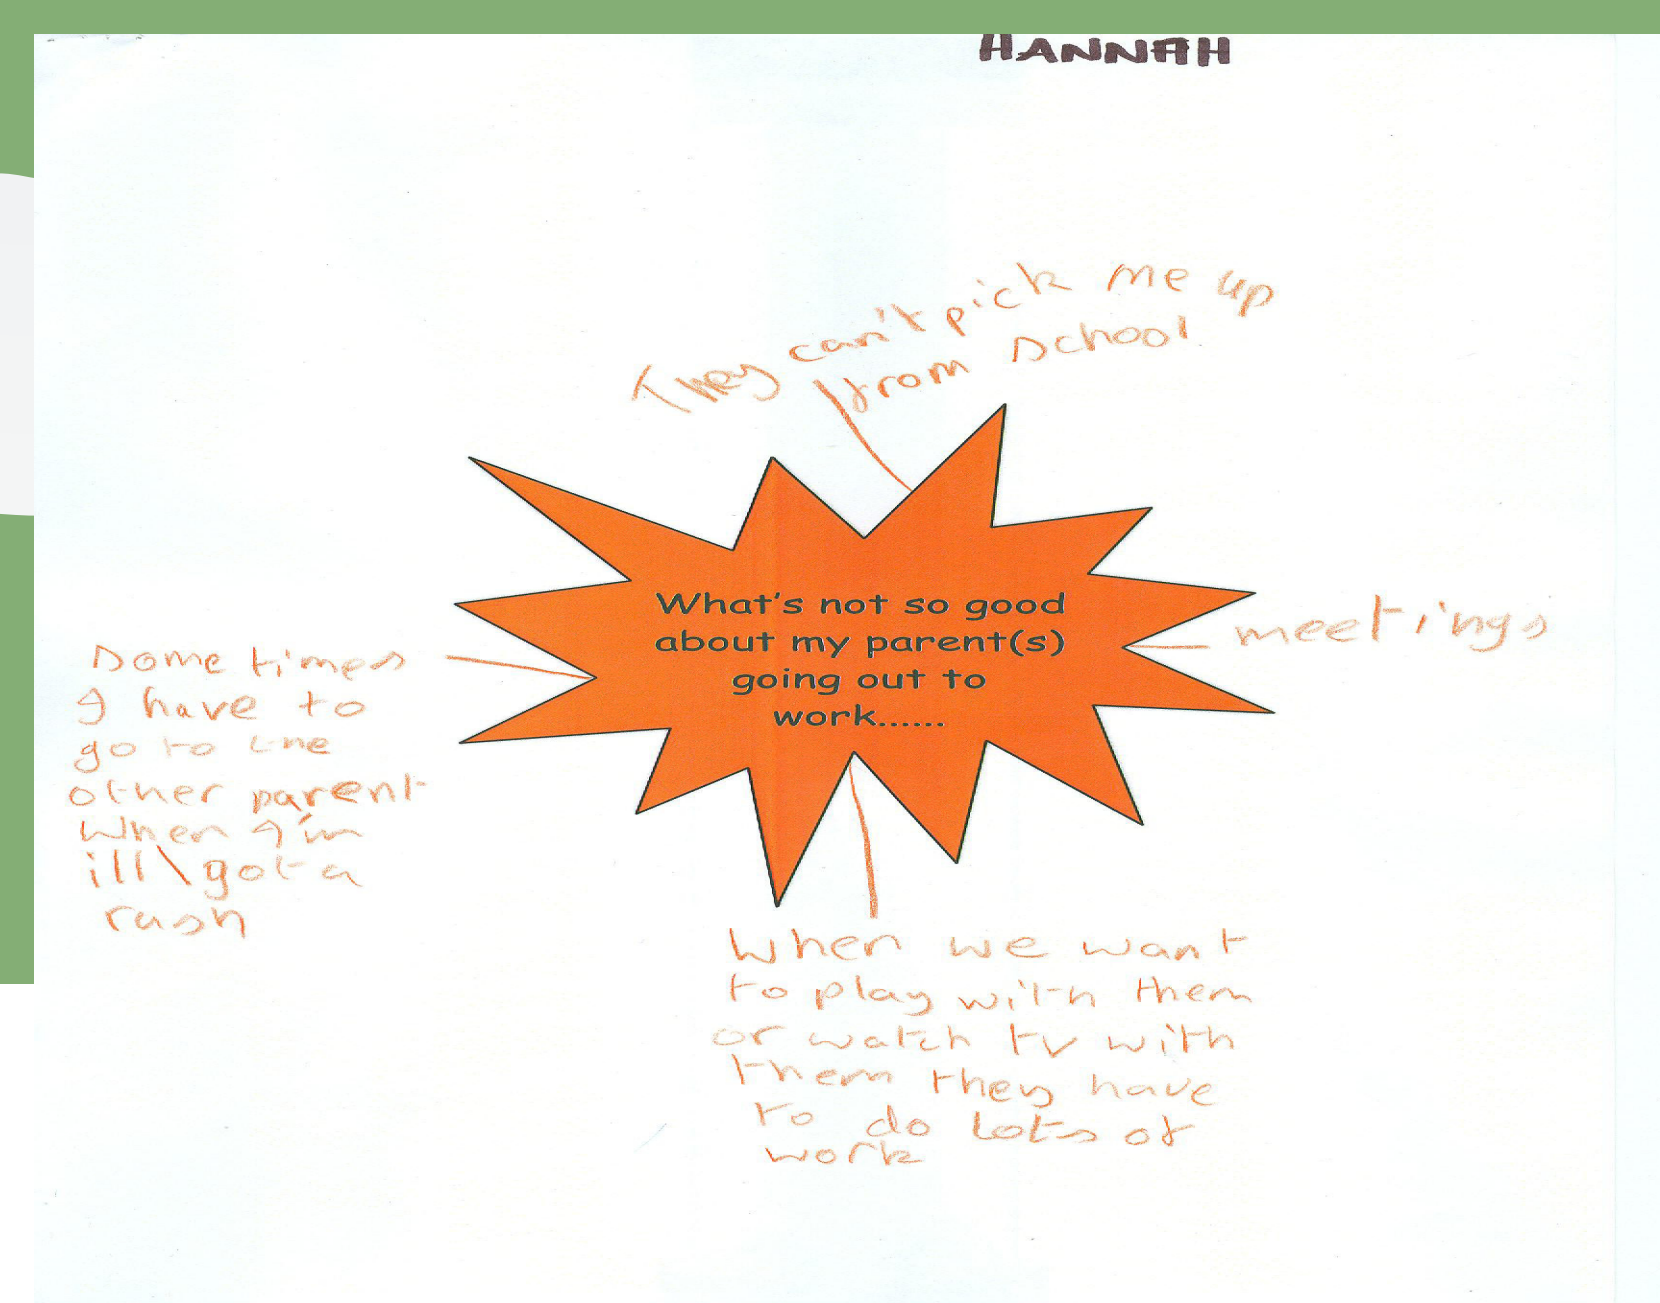 HANNAH
They can't pick me up
from school
What's not so good
about my parent(s)
going out to
work......
meetings
some times
I have to
go to the
other parent
when I'm
ill\got a
rash
when we want
to play with them
or watch tv with
them they have
to do lots of
work